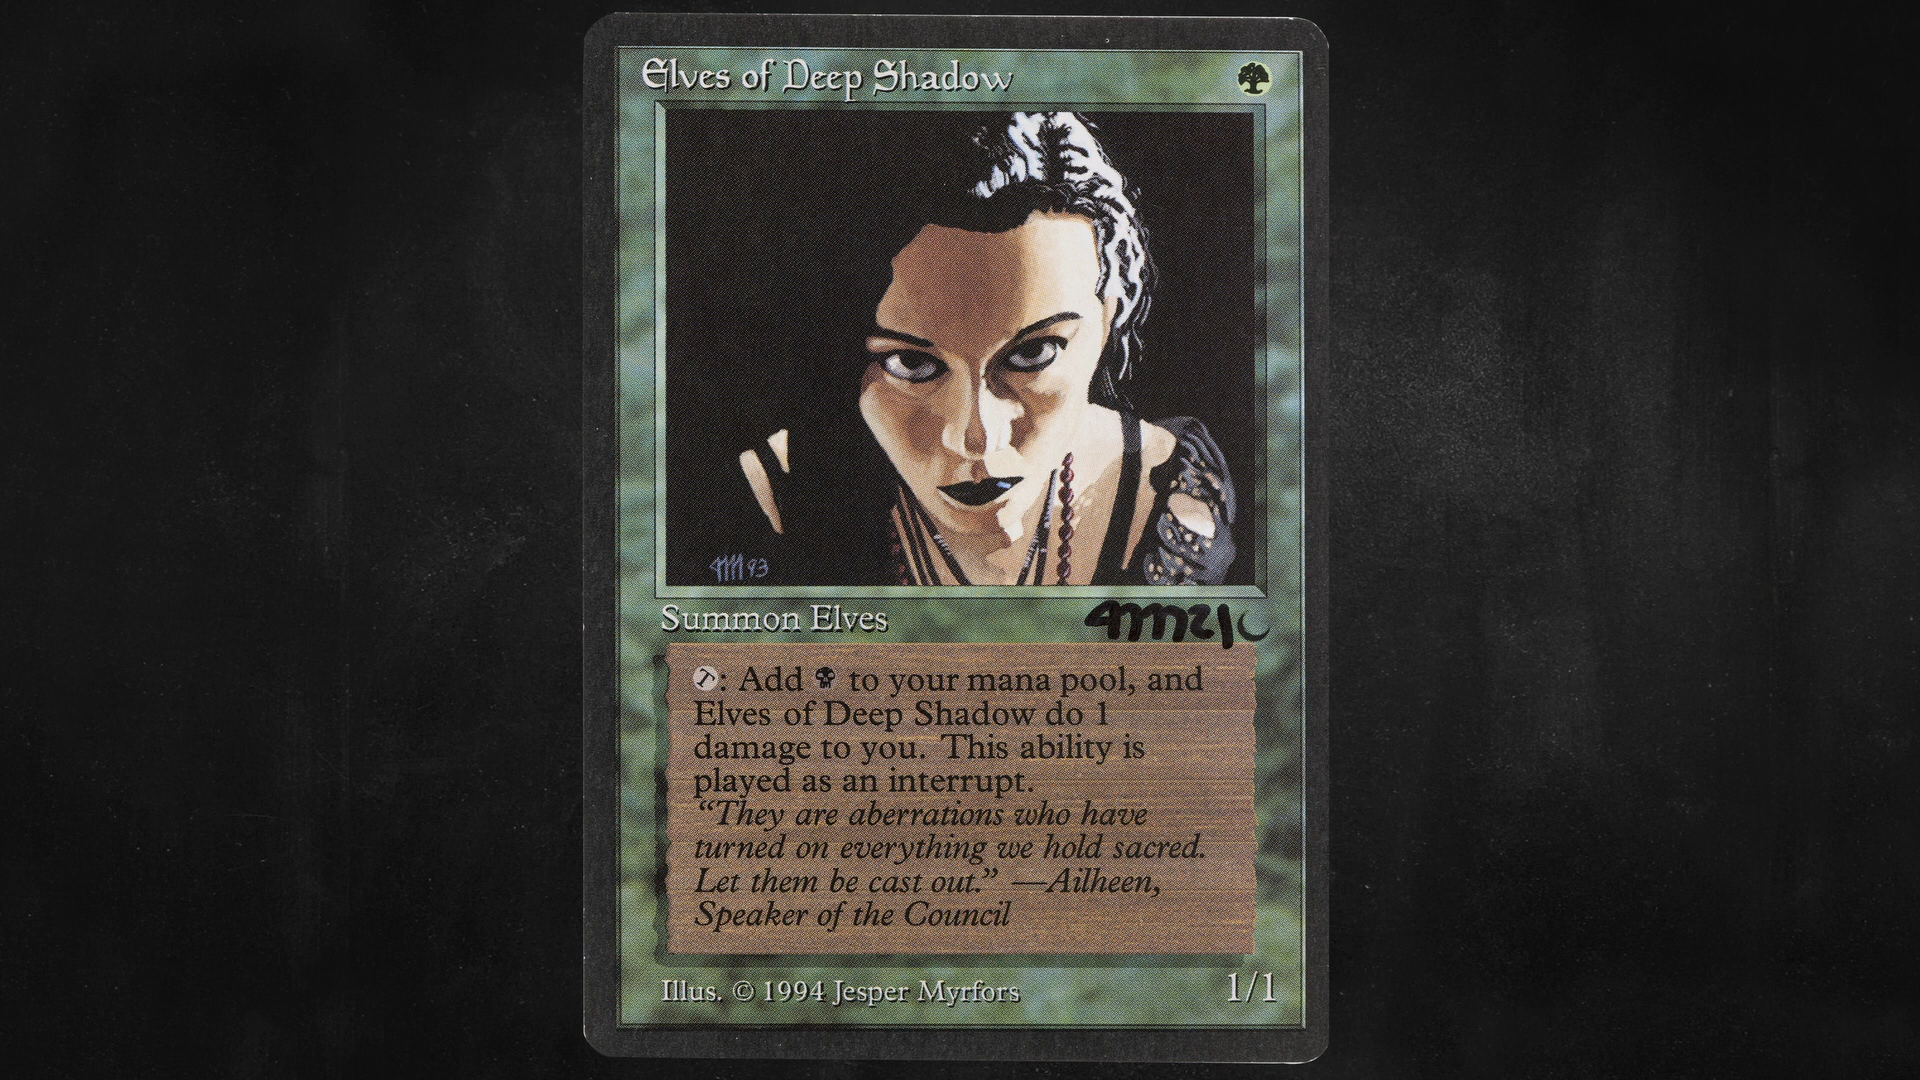 Elves of Deep Shadow
93
Summon Elves
T: Add to your mana pool, and
Elves of Deep Shadow do 1
damage to you. This ability is
played as an interrupt.
“They are aberrations who have
turned on everything we hold sacred.
Let them be cast out.” —Ailheen,
Speaker of the Council
Illus. © 1994 Jesper Myrfors
1/1